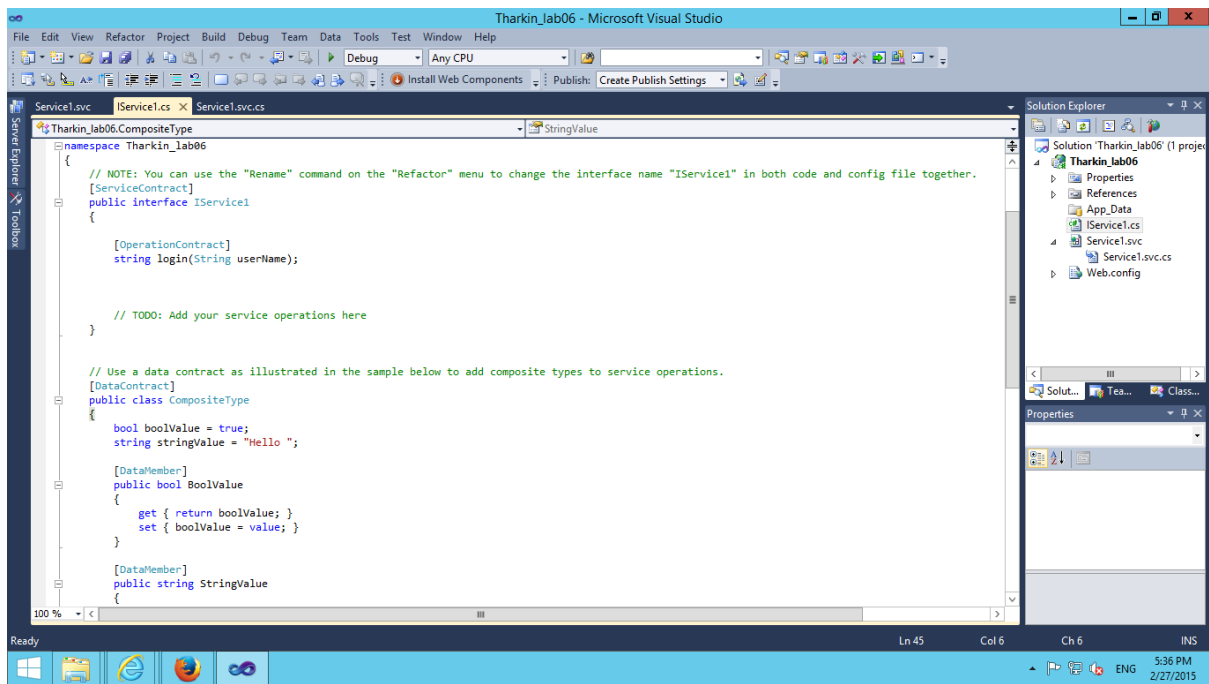 Tharkin_lab06 - Microsoft Visual Studio
File Edit View Refactor Project Build Debug Team Data Tools Test Window Help
Debug Any CPU
Install Web Components Publish: Create Publish Settings
Service1.svc IService1.cs Service1.svc.cs
Tharkin_lab06.CompositeType StringValue
namespace Tharkin_lab06
{
// NOTE: You can use the "Rename" command on the "Refactor" menu to change the interface name "IService1" in both code and config file together.
[ServiceContract]
public interface IService1
{
[OperationContract]
string login(String userName);
// TODO: Add your service operations here
}
// Use a data contract as illustrated in the sample below to add composite types to service operations.
[DataContract]
public class CompositeType
{
bool boolValue = true;
string stringValue = "Hello ";
[DataMember]
public bool BoolValue
{
get { return boolValue; }
set { boolValue = value; }
}
[DataMember]
public string StringValue
{
100 %
Server Explorer
Toolbox
Solution Explorer
Solution 'Tharkin_lab06' (1 projec
Tharkin_lab06
Properties
References
App_Data
IService1.cs
Service1.svc
Service1.svc.cs
Web.config
Solut... Tea... Class...
Properties
Ready Ln 45 Col 6 Ch 6 INS
ENG 5:36 PM
2/27/2015